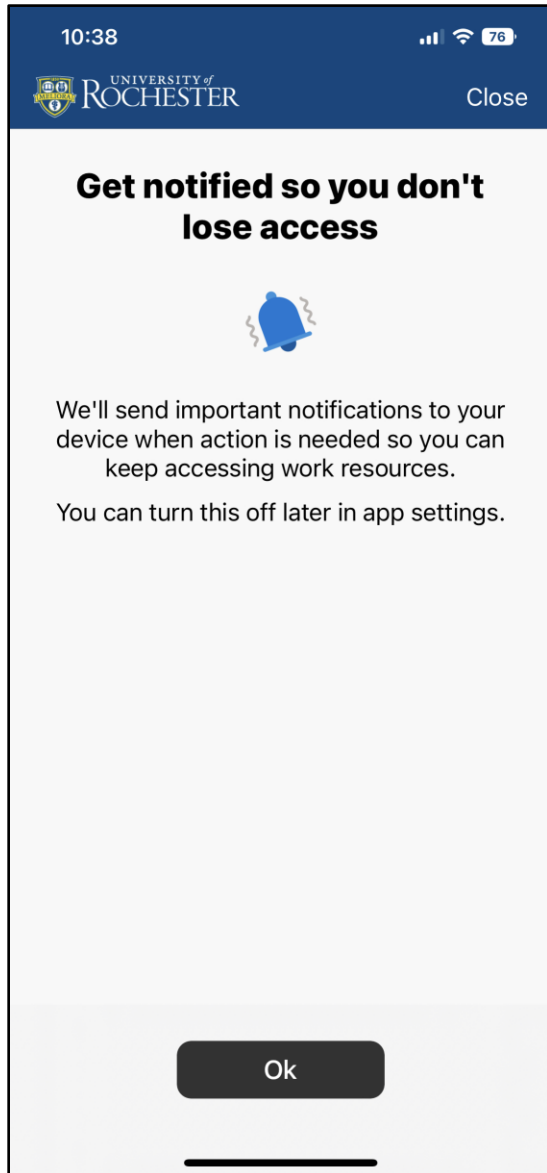 10:38
76
UNIVERSITY of
ROCHESTER
MELIORA
Close
Get notified so you don't
lose access
We'll send important notifications to your
device when action is needed so you can
keep accessing work resources.
You can turn this off later in app settings.
Ok